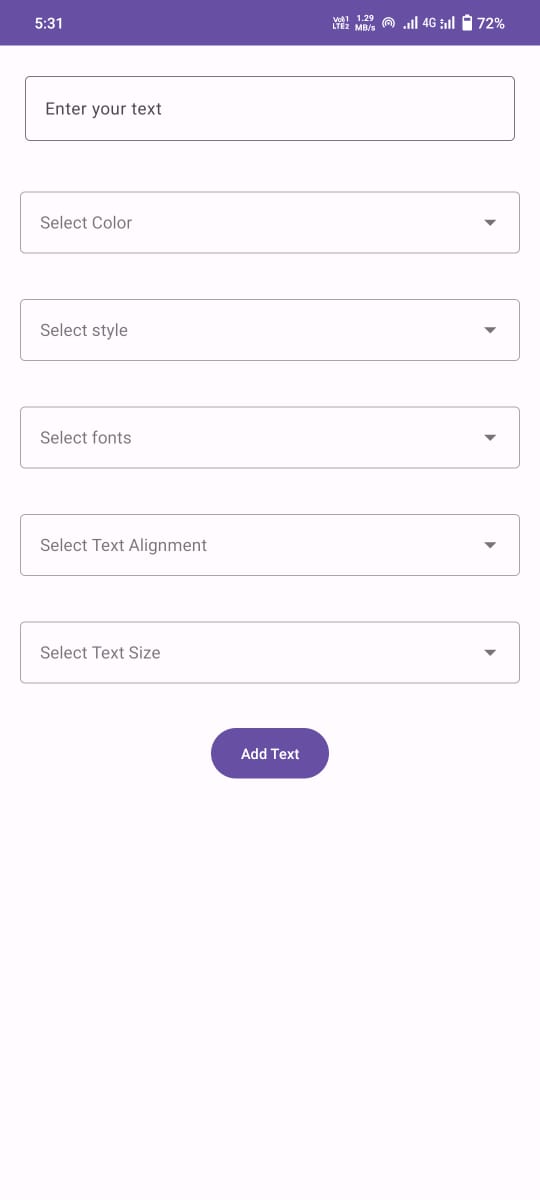 5:31 Vo1 LTE2 1.29 MB/s 4G 72%
Enter your text
Select Color
Select style
Select fonts
Select Text Alignment
Select Text Size
Add Text